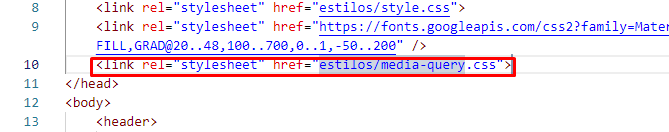 8 <link rel="stylesheet" href="estilos/style.css">
9 <link rel="stylesheet" href="https://fonts.googleapis.com/css2?family=Mater
FILL,GRAD@20..48,100..700,0..1,-50..200" />
10 <link rel="stylesheet" href="estilos/media-query.css">
11 </head>
12 <body>
13 <header>